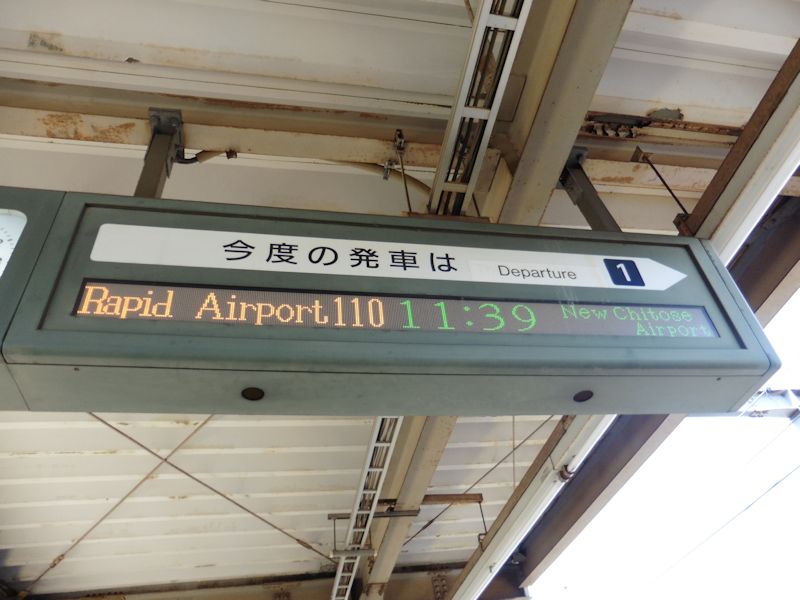 今度の発車は Departure 1
Rapid Airport110 11:39 New Chitose
Airport